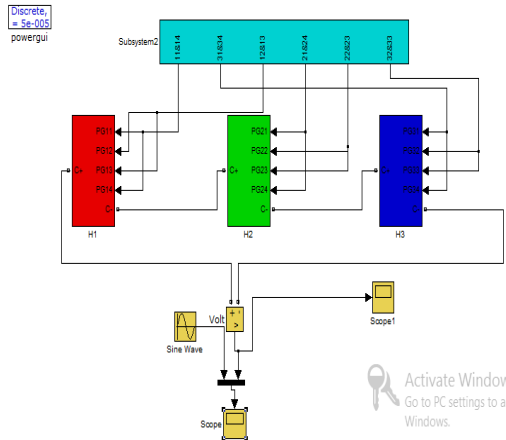 Discrete,
= 5e-005
powergui
Subsystem2
11&14
31&34
12&13
21&24
22&23
32&33
PG11
PG12
PG13
PG14
C+
C-
H1
PG21
PG22
PG23
PG24
C+
C-
H2
PG31
PG32
PG33
PG34
C+
C-
H3
Sine Wave
Volt
+
-
>
Scope1
Scope
Activate Window
Go to PC settings to a
Windows.